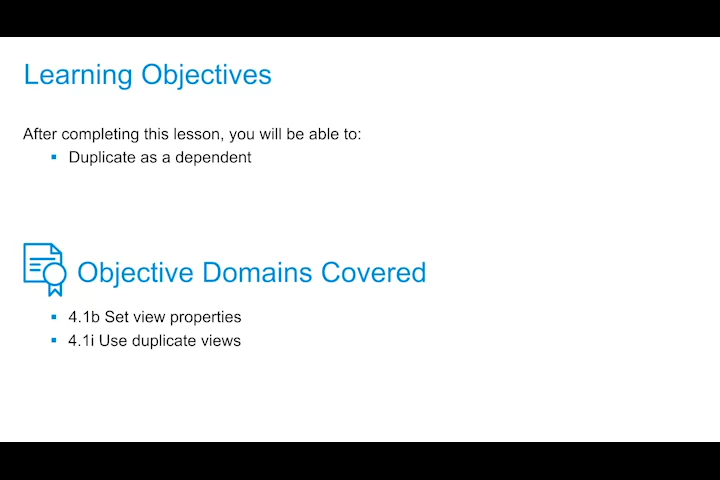 Learning Objectives
After completing this lesson, you will be able to:
▪ Duplicate as a dependent
Objective Domains Covered
▪ 4.1b Set view properties
▪ 4.1i Use duplicate views